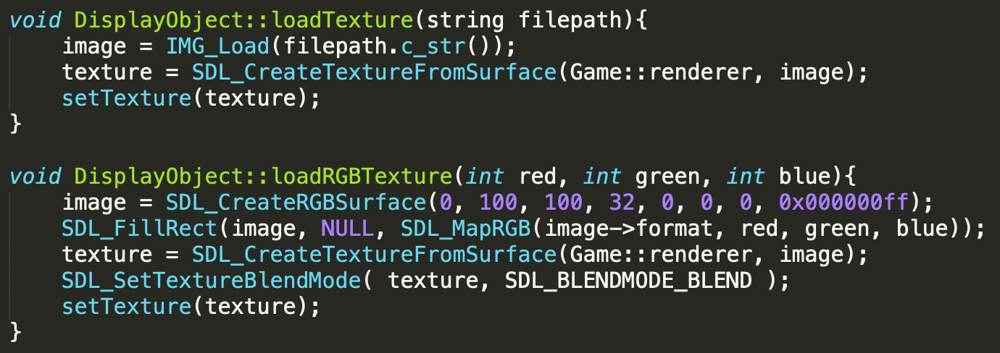 void DisplayObject::loadTexture(string filepath){
    image = IMG_Load(filepath.c_str());
    texture = SDL_CreateTextureFromSurface(Game::renderer, image);
    setTexture(texture);
}

void DisplayObject::loadRGBTexture(int red, int green, int blue){
    image = SDL_CreateRGBSurface(0, 100, 100, 32, 0, 0, 0, 0x000000ff);
    SDL_FillRect(image, NULL, SDL_MapRGB(image->format, red, green, blue));
    texture = SDL_CreateTextureFromSurface(Game::renderer, image);
    SDL_SetTextureBlendMode( texture, SDL_BLENDMODE_BLEND );
    setTexture(texture);
}